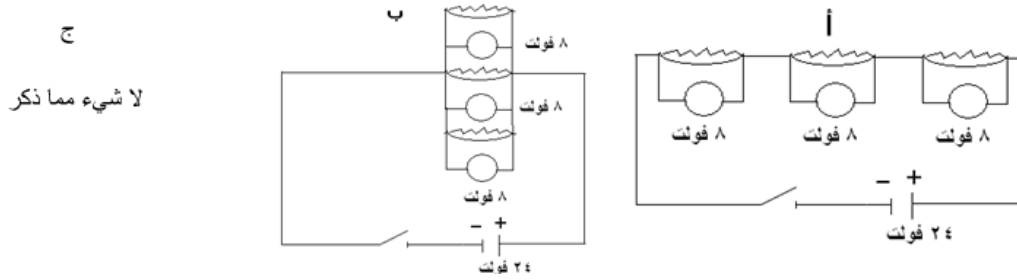 أ
٨ فولت
٨ فولت
٨ فولت
+
−
٢٤ فولت
ب
٨ فولت
٨ فولت
٨ فولت
+
−
٢٤ فولت
ج
لا شيء مما ذكر